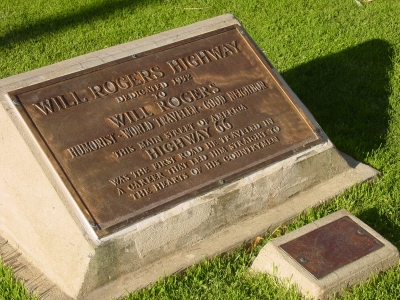 WILL ROGERS HIGHWAY
DEDICATED 1952
WILL ROGERS
HUMORIST - WORLD TRAVELER - GOOD NEIGHBOR
THIS MAIN STREET OF AMERICA
HIGHWAY 66
WAS THE FIRST ROAD HE TRAVELED IN
A CAREER THAT LED HIM STRAIGHT TO
THE HEARTS OF HIS COUNTRYMEN